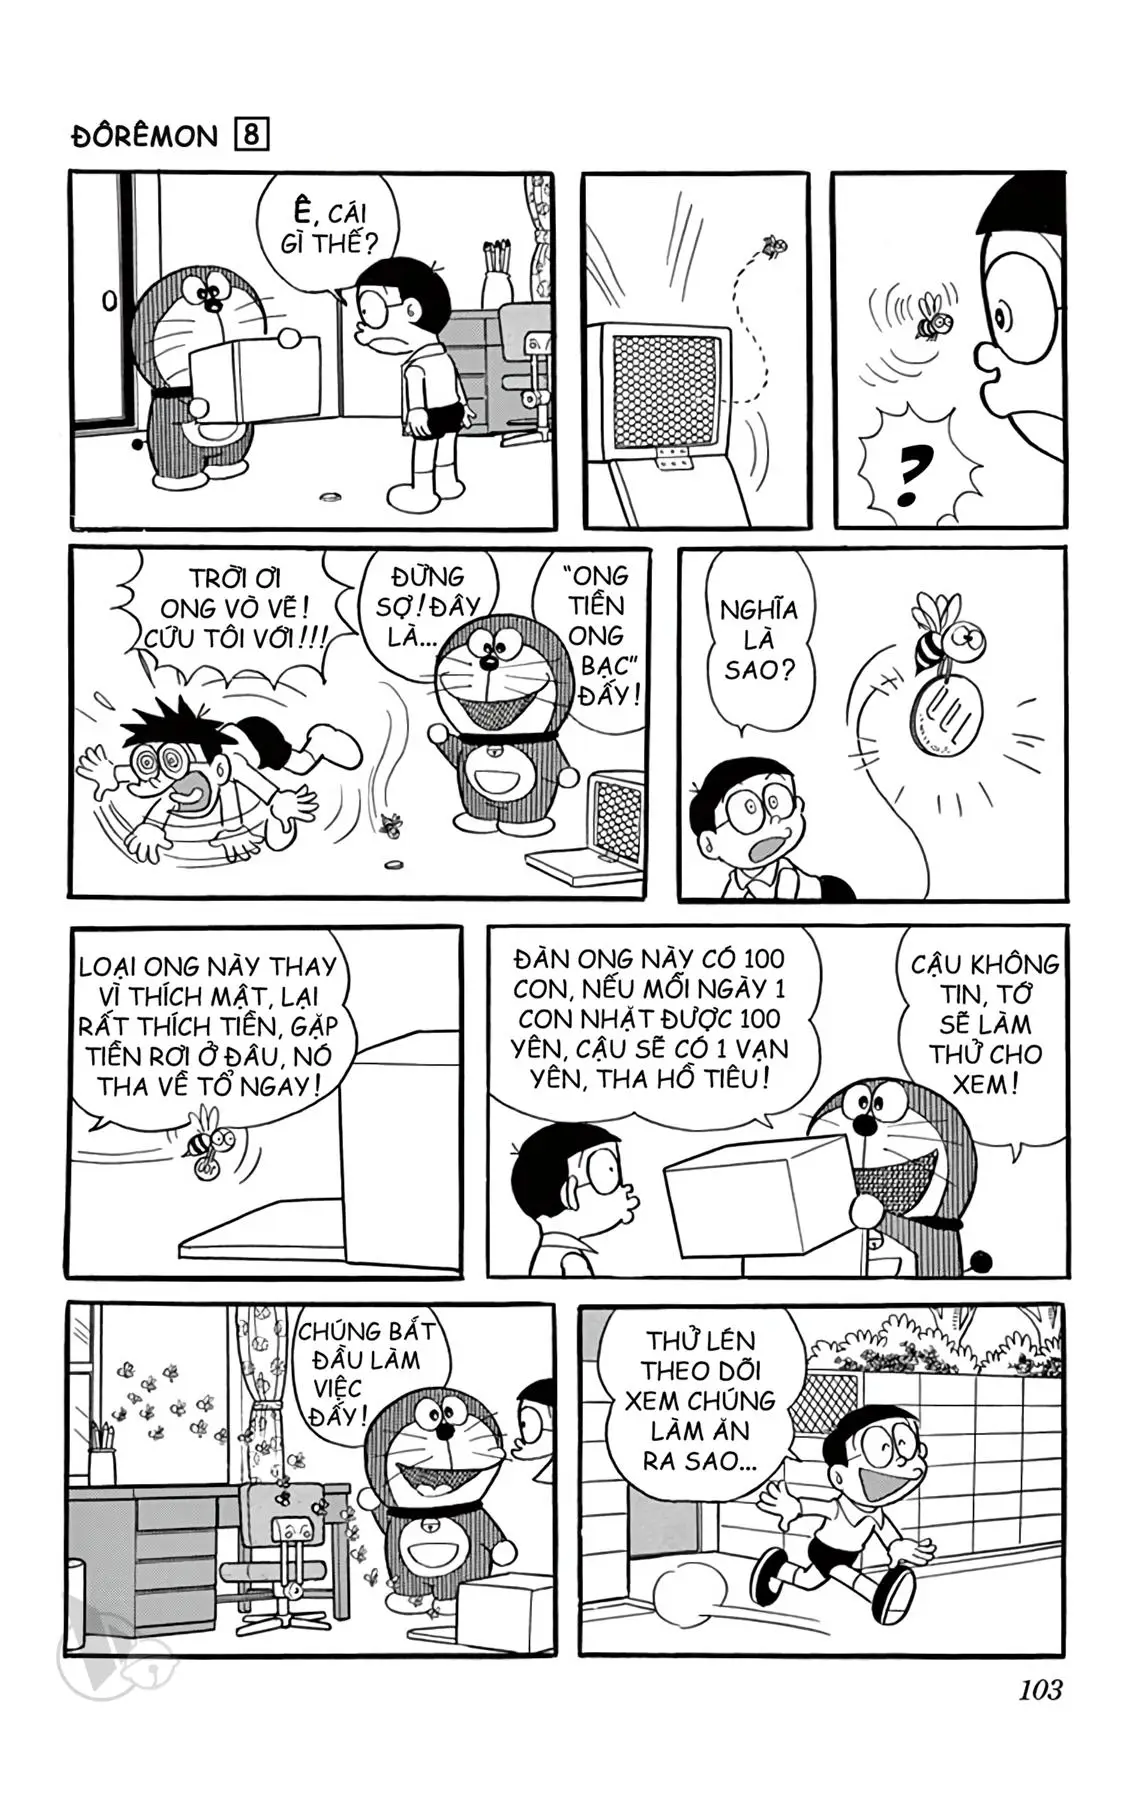 ĐÔRÊMON 8
Ê, CÁI
GÌ THẾ?
?
TRỜI ƠI
ONG VÒ VẼ!
CỨU TÔI VỚI!!!
ĐỪNG
SỢ! ĐÂY
LÀ...
"ONG
TIỀN
ONG
BẠC"
ĐẤY!
NGHĨA
LÀ
SAO?
LOẠI ONG NÀY THAY
VÌ THÍCH MẬT, LẠI
RẤT THÍCH TIỀN, GẶP
TIỀN RƠI Ở ĐÂU, NÓ
THA VỀ TỔ NGAY!
ĐÀN ONG NÀY CÓ 100
CON, NẾU MỖI NGÀY 1
CON NHẶT ĐƯỢC 100
YÊN, CẬU SẼ CÓ 1 VẠN
YÊN, THA HỒ TIÊU!
CẬU KHÔNG
TIN, TỚ
SẼ LÀM
THỬ CHO
XEM!
CHÚNG BẮT
ĐẦU LÀM
VIỆC
ĐẤY!
THỬ LÉN
THEO DÕI
XEM CHÚNG
LÀM ĂN
RA SAO...
103